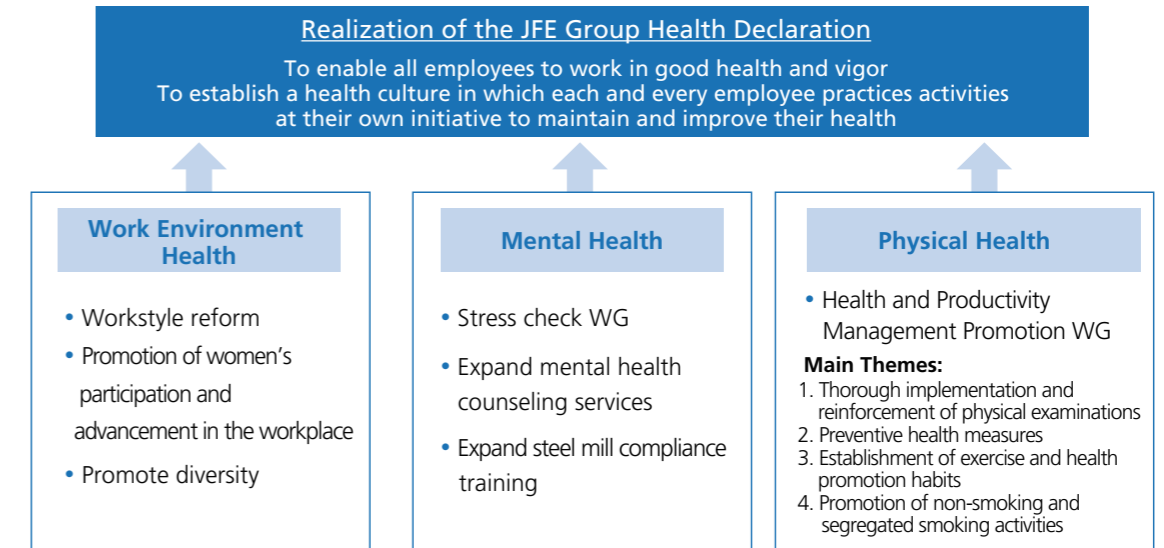 Realization of the JFE Group Health Declaration
To enable all employees to work in good health and vigor
To establish a health culture in which each and every employee practices activities
at their own initiative to maintain and improve their health
Work Environment
Health
• Workstyle reform
• Promotion of women’s
participation and
advancement in the workplace
• Promote diversity
Mental Health
• Stress check WG
• Expand mental health
counseling services
• Expand steel mill compliance
training
Physical Health
• Health and Productivity
Management Promotion WG
Main Themes:
1. Thorough implementation and
reinforcement of physical examinations
2. Preventive health measures
3. Establishment of exercise and health
promotion habits
4. Promotion of non-smoking and
segregated smoking activities